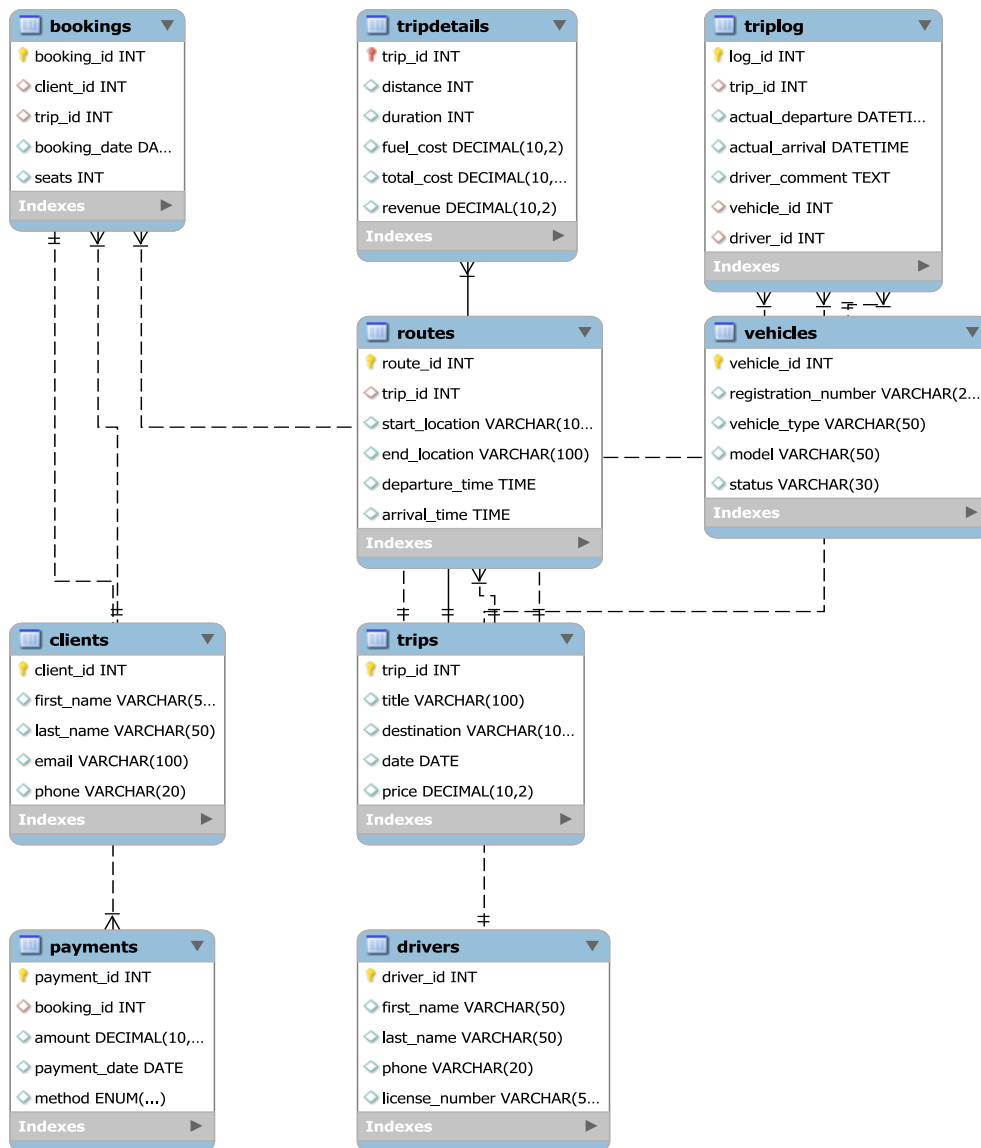 bookings
booking_id INT
client_id INT
trip_id INT
booking_date DA...
seats INT
Indexes
tripdetails
trip_id INT
distance INT
duration INT
fuel_cost DECIMAL(10,2)
total_cost DECIMAL(10,...
revenue DECIMAL(10,2)
Indexes
triplog
log_id INT
trip_id INT
actual_departure DATETI...
actual_arrival DATETIME
driver_comment TEXT
vehicle_id INT
driver_id INT
Indexes
routes
route_id INT
trip_id INT
start_location VARCHAR(10...
end_location VARCHAR(100)
departure_time TIME
arrival_time TIME
Indexes
vehicles
vehicle_id INT
registration_number VARCHAR(2...
vehicle_type VARCHAR(50)
model VARCHAR(50)
status VARCHAR(30)
Indexes
clients
client_id INT
first_name VARCHAR(5...
last_name VARCHAR(50)
email VARCHAR(100)
phone VARCHAR(20)
Indexes
trips
trip_id INT
title VARCHAR(100)
destination VARCHAR(10...
date DATE
price DECIMAL(10,2)
Indexes
payments
payment_id INT
booking_id INT
amount DECIMAL(10,...
payment_date DATE
method ENUM(...)
Indexes
drivers
driver_id INT
first_name VARCHAR(50)
last_name VARCHAR(50)
phone VARCHAR(20)
license_number VARCHAR(5...
Indexes